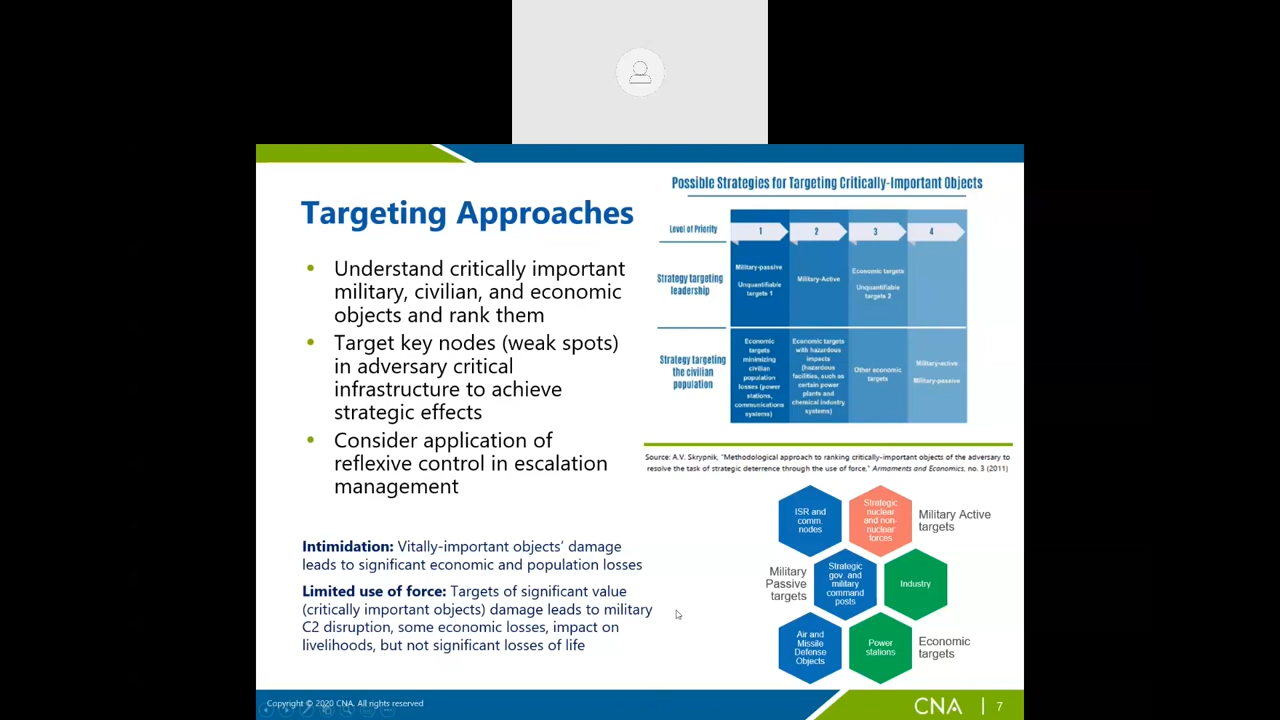 Targeting Approaches
• Understand critically important
military, civilian, and economic
objects and rank them
• Target key nodes (weak spots)
in adversary critical
infrastructure to achieve
strategic effects
• Consider application of
reflexive control in escalation
management
Intimidation: Vitally-important objects’ damage
leads to significant economic and population losses
Limited use of force: Targets of significant value
(critically important objects) damage leads to military
C2 disruption, some economic losses, impact on
livelihoods, but not significant losses of life
Possible Strategies for Targeting Critically-Important Objects
Level of Priority
1
2
3
4
Strategy targeting
leadership
Military-passive
Unquantifiable
targets 1
Military-Active
Economic targets
Unquantifiable
targets 2
Strategy targeting
the civilian
population
Economic
targets
minimizing
civilian
population
losses (power
stations,
communications
systems)
Economic targets
with hazardous
impacts
(hazardous
facilities, such as
certain power
plants and
chemical industry
systems)
Other economic
targets
Military-active
Military-passive
Source: A.V. Skrypnik, "Methodological approach to ranking critically-important objects of the adversary to
resolve the task of strategic deterrence through the use of force," Armaments and Economics, no. 3 (2011)
ISR and
comm.
nodes
Strategic
nuclear
and non-
nuclear
forces
Military Active
targets
Military
Passive
targets
Strategic
gov. and
military
command
posts
Industry
Air and
Missile
Defense
Objects
Power
stations
Economic
targets
Copyright © 2020 CNA. All rights reserved
CNA | 7